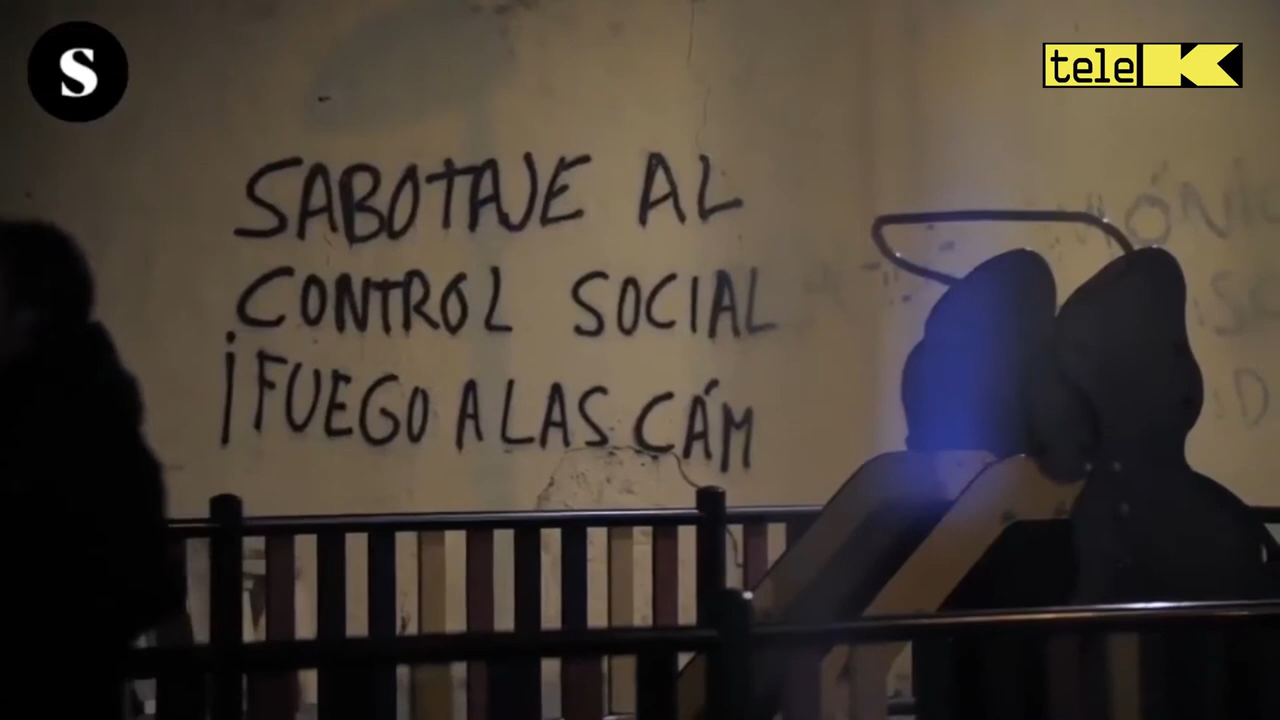 S
tele K
SABOTAJE AL
CONTROL SOCIAL
¡FUEGO A LAS CÁM